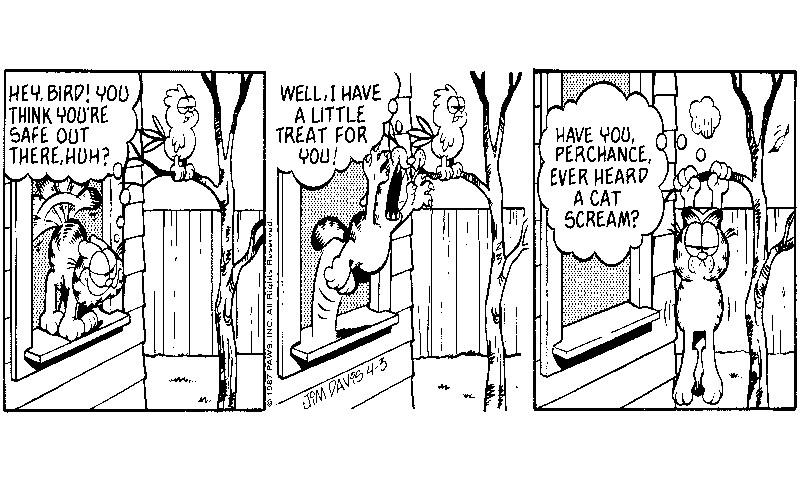 HEY, BIRD! YOU
THINK YOU'RE
SAFE OUT
THERE, HUH?
WELL, I HAVE
A LITTLE
TREAT FOR
YOU!
HAVE YOU,
PERCHANCE,
EVER HEARD
A CAT
SCREAM?
© 1987 PAWS, INC. All Rights Reserved.
JIM DAVIS 4-3